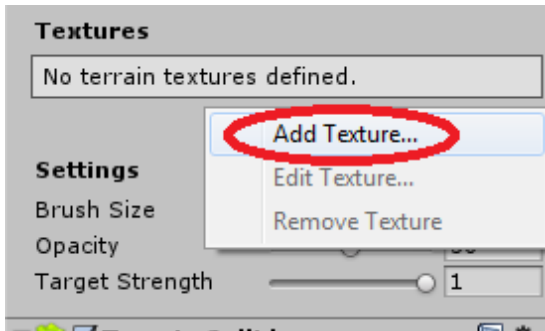 Textures
No terrain textures defined.
Add Texture...
Settings
Edit Texture...
Brush Size
Remove Texture
Opacity
Target Strength 1